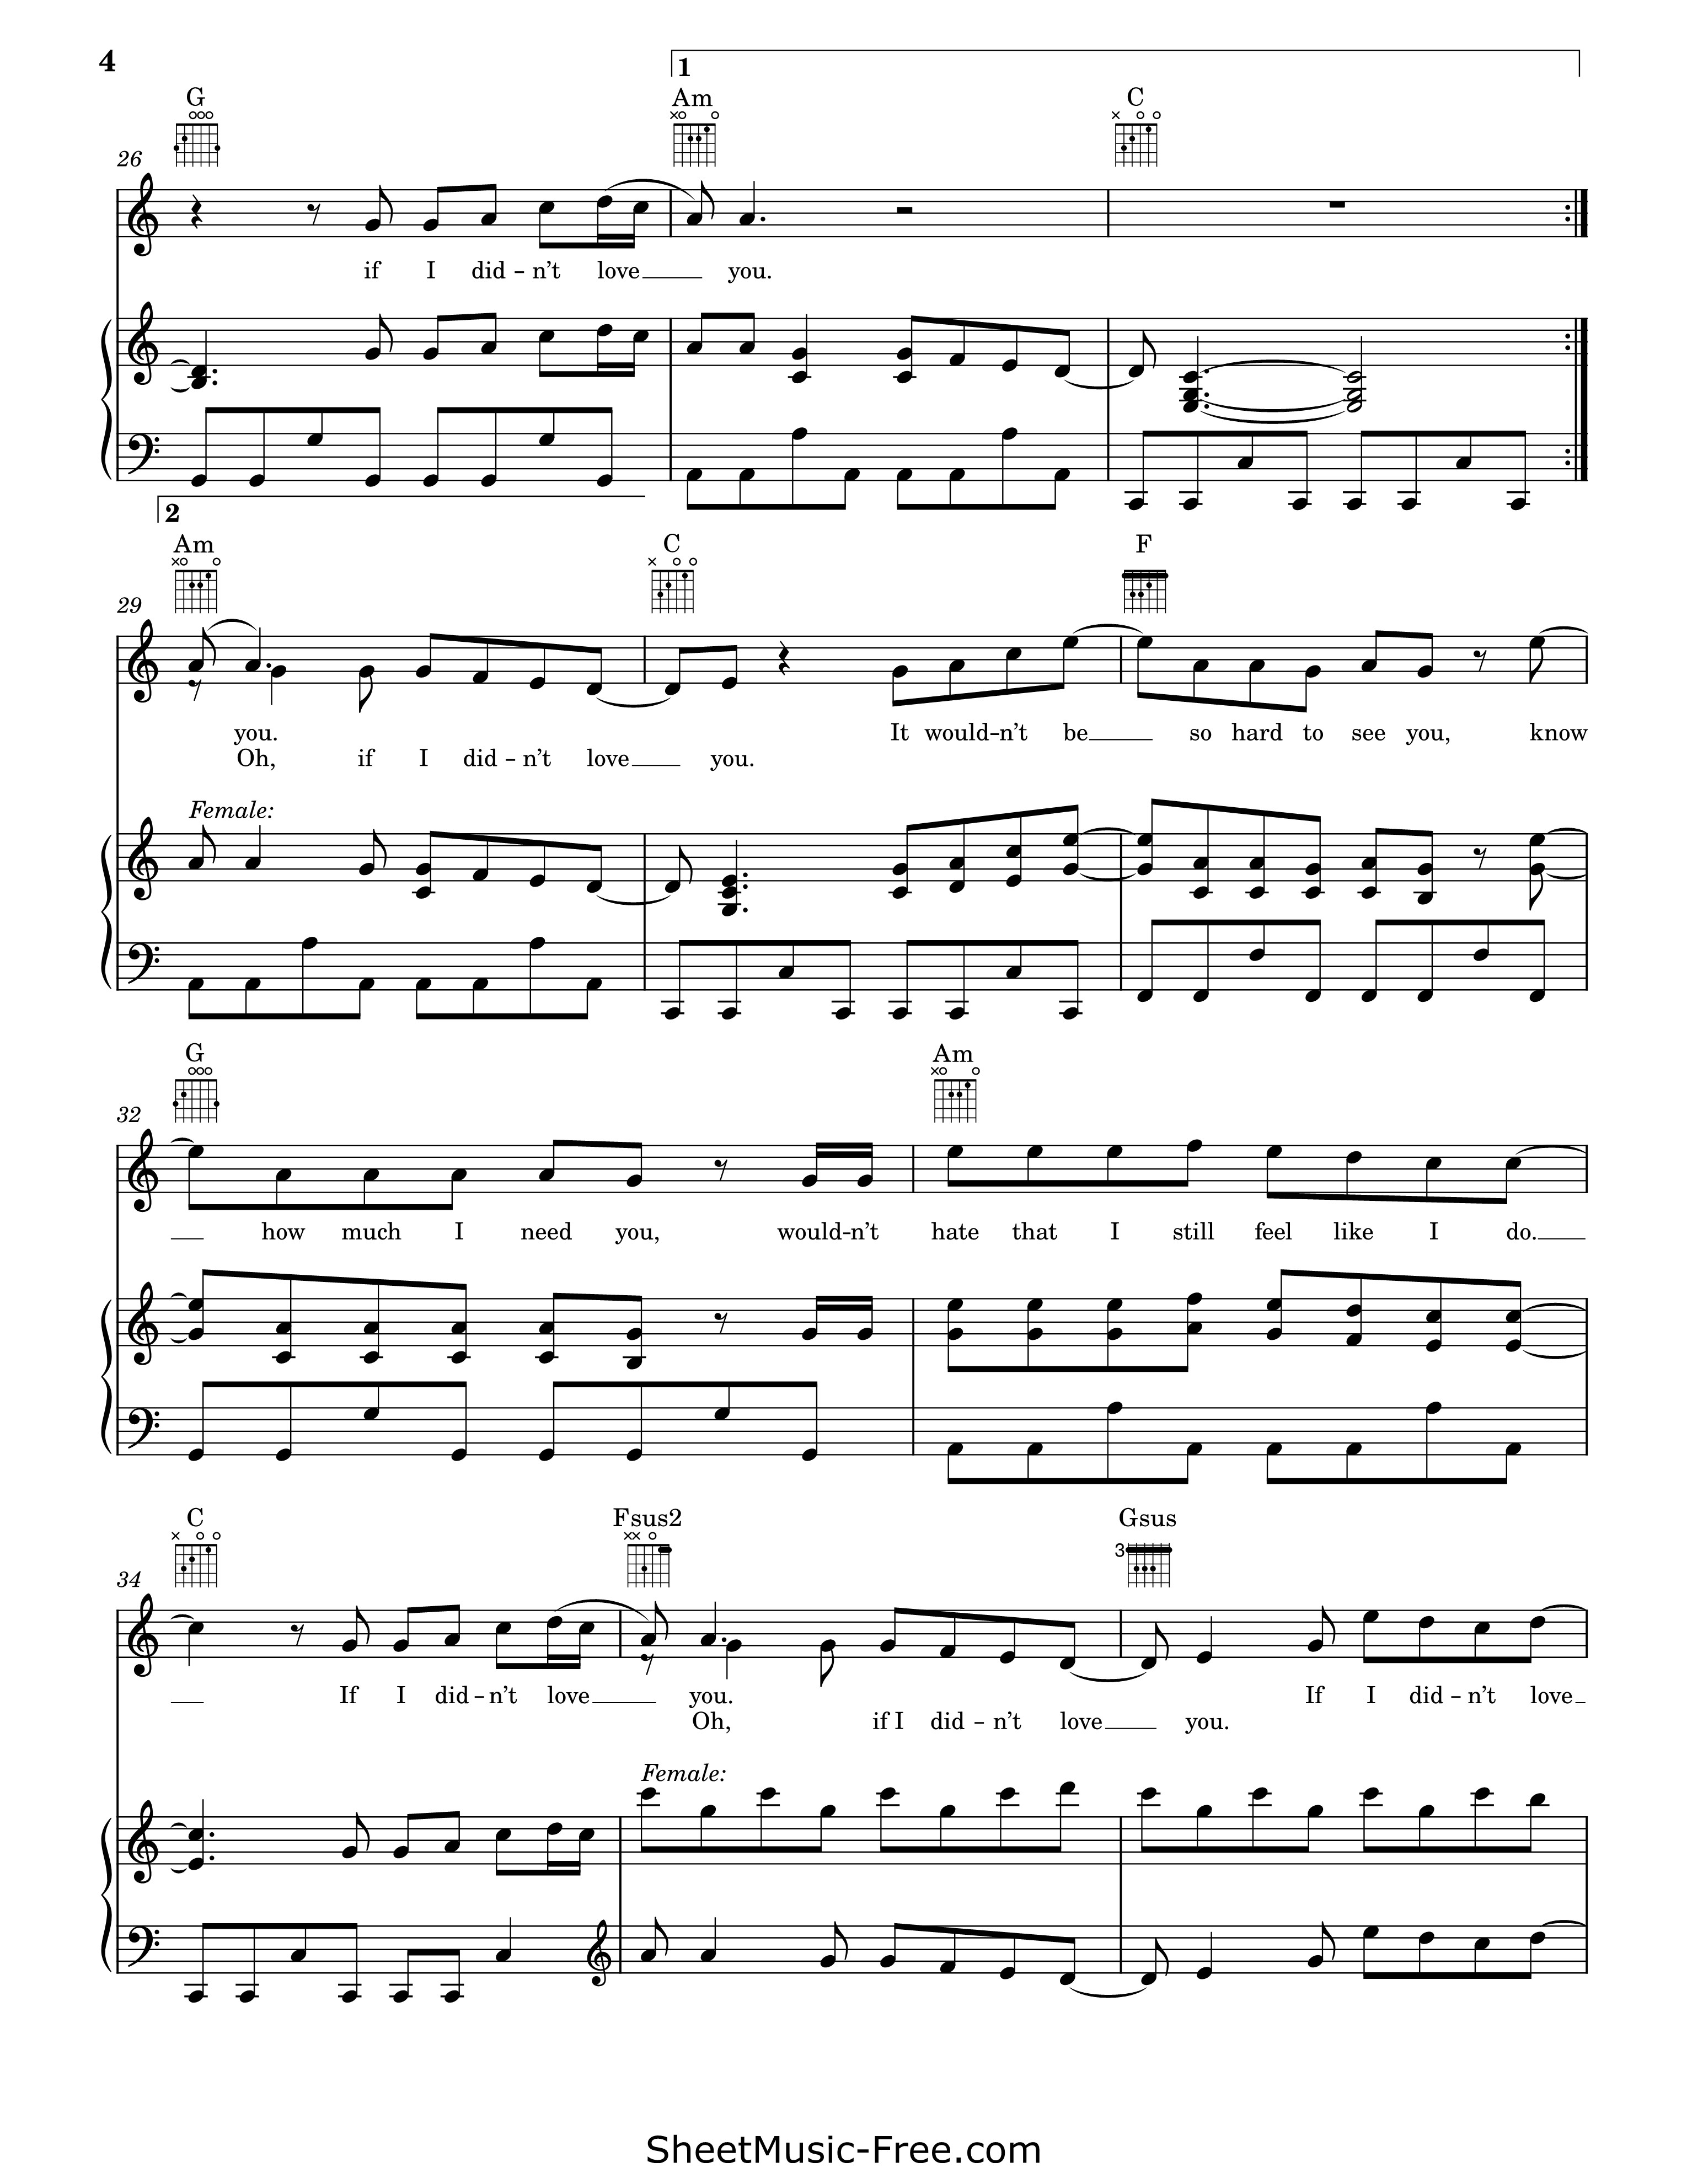 4
1
G Am C
26
if I did - n’t love you.
2
Am C F
29
you. It would-n’t be so hard to see you, know
Oh, if I did - n’t love you.
Female:
G Am
32
how much I need you, would-n’t hate that I still feel like I do.
C Fsus2 Gsus
3
34
If I did - n’t love you. If I did - n’t love
Oh, if I did - n’t love you.
Female:
SheetMusic-Free.com